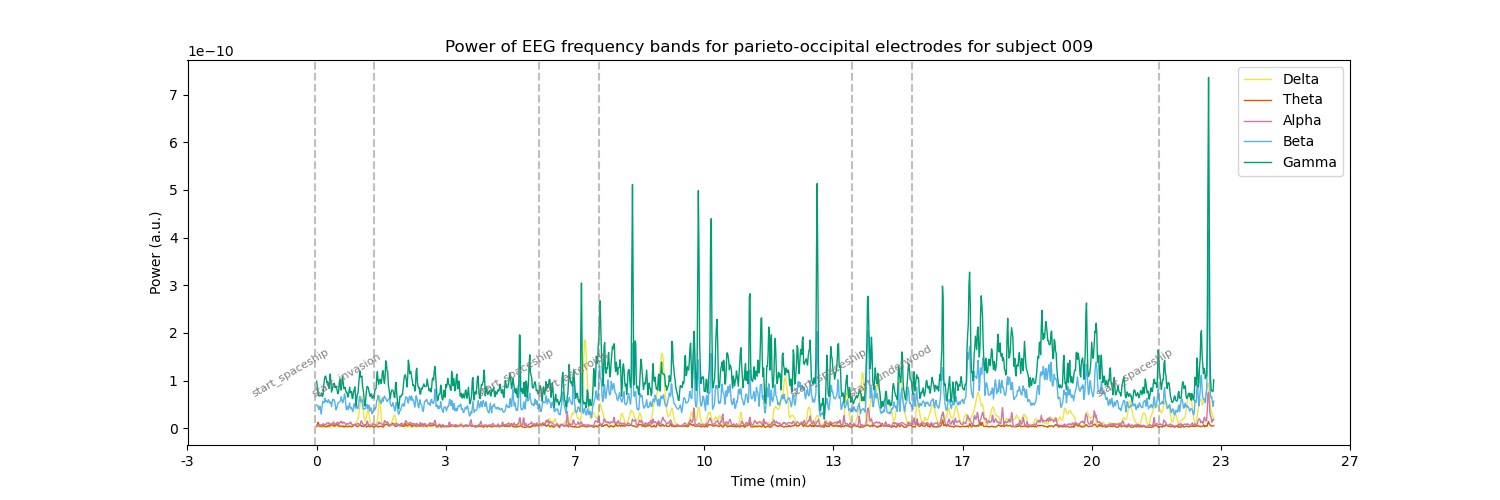 Power of EEG frequency bands for parieto-occipital electrodes for subject 009
1e−10
Delta
Theta
Alpha
Beta
Gamma
7
6
5
4
3
2
1
0
Power (a.u.)
start_spaceship
start_invasion
start_spaceship
start_asteroids
start_spaceship
start_underwood
start_spaceship
-3
0
3
7
10
13
17
20
23
27
Time (min)